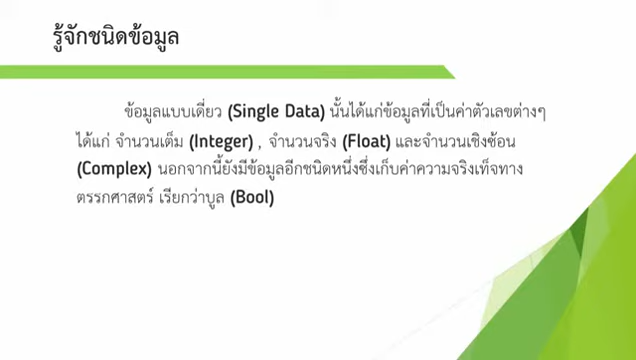 รู้จักชนิดข้อมูล
ข้อมูลแบบเดี่ยว (Single Data) นั้นได้แก่ข้อมูลที่เป็นค่าตัวเลขต่างๆ
ได้แก่ จำนวนเต็ม (Integer) , จำนวนจริง (Float) และจำนวนเชิงซ้อน
(Complex) นอกจากนี้ยังมีข้อมูลอีกชนิดหนึ่งซึ่งเก็บค่าความจริงเท็จทาง
ตรรกศาสตร์ เรียกว่าบูล (Bool)